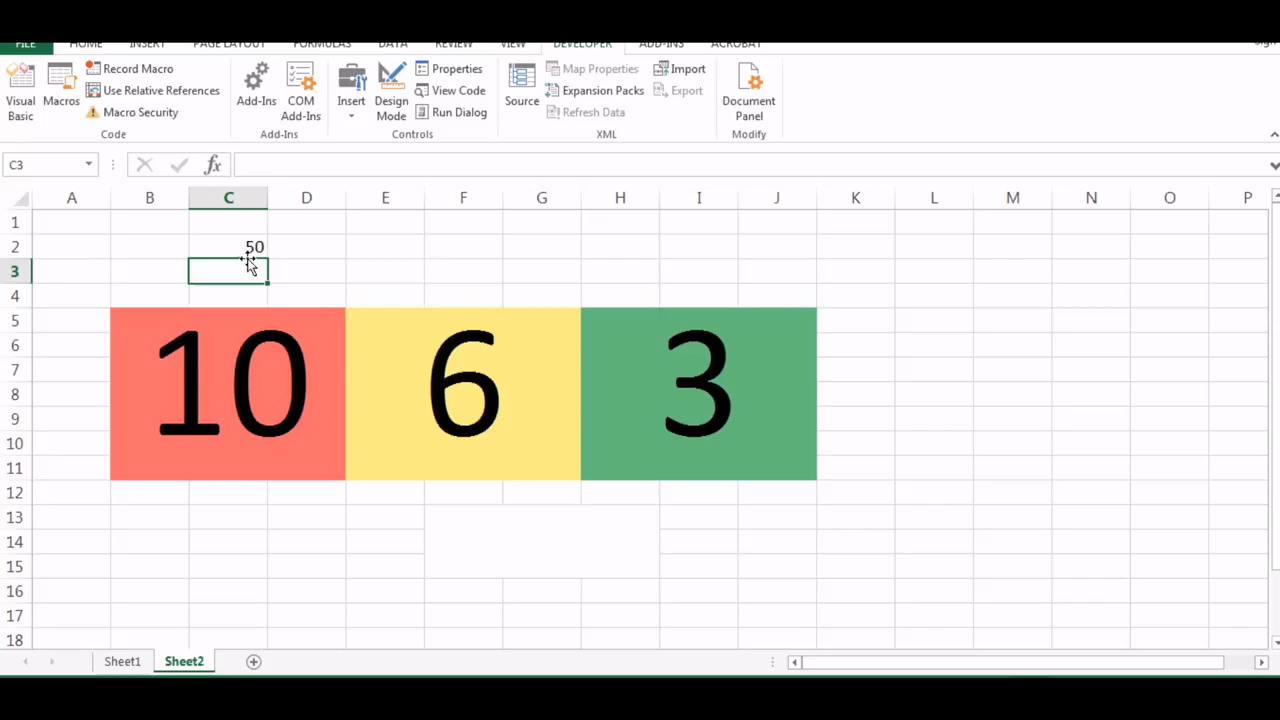 FILE HOME INSERT PAGE LAYOUT FORMULAS DATA REVIEW VIEW DEVELOPER ADD-INS ACROBAT
Visual Basic
Macros
Record Macro
Use Relative References
Macro Security
Code
Add-Ins
COM Add-Ins
Add-Ins
Insert
Design Mode
Properties
View Code
Run Dialog
Controls
Source
Map Properties
Expansion Packs
Refresh Data
Import
Export
XML
Document Panel
Modify
C3
fx
A B C D E F G H I J K L M N O P
1
2 50
3
4
5
6
7
8
9
10
11
10 6 3
12
13
14
15
16
17
18
Sheet1 Sheet2